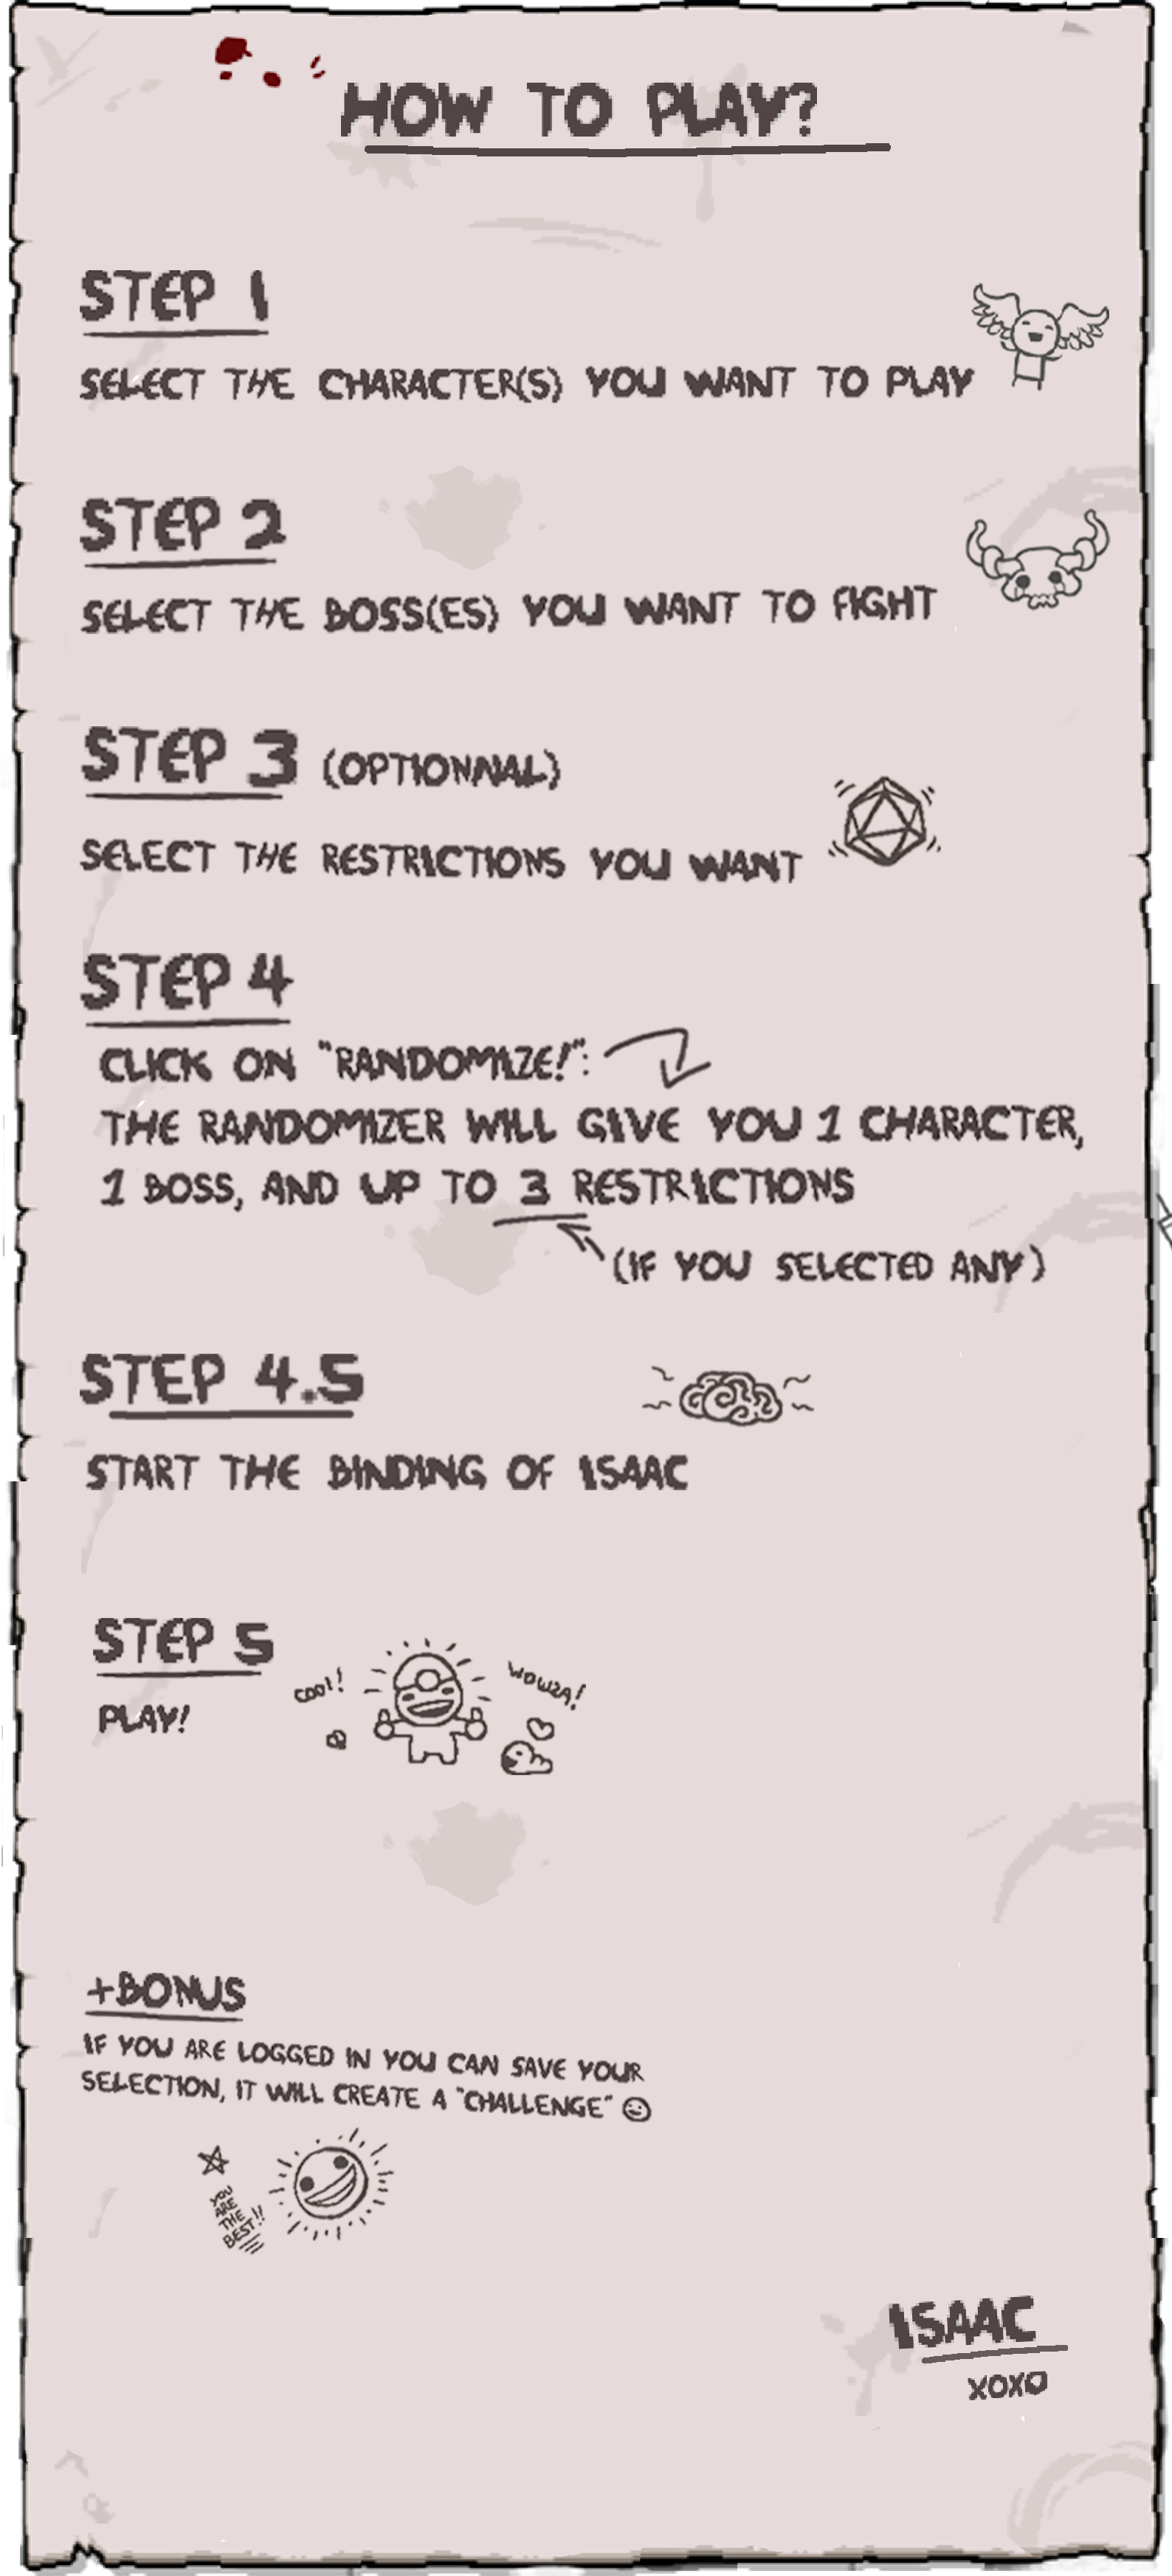 HOW TO PLAY?
STEP 1
SELECT THE CHARACTER(S) YOU WANT TO PLAY
STEP 2
SELECT THE BOSS(ES) YOU WANT TO FIGHT
STEP 3 (OPTIONNAL)
SELECT THE RESTRICTIONS YOU WANT
STEP 4
CLICK ON "RANDOMIZE!":
THE RANDOMIZER WILL GIVE YOU 1 CHARACTER,
1 BOSS, AND UP TO 3 RESTRICTIONS
(IF YOU SELECTED ANY)
STEP 4.5
START THE BINDING OF ISAAC
STEP 5
COOL!
WOWZA!
PLAY!
+BONUS
IF YOU ARE LOGGED IN YOU CAN SAVE YOUR
SELECTION, IT WILL CREATE A "CHALLENGE" ☺
YOU
ARE
THE
BEST!!
ISAAC
XOXO